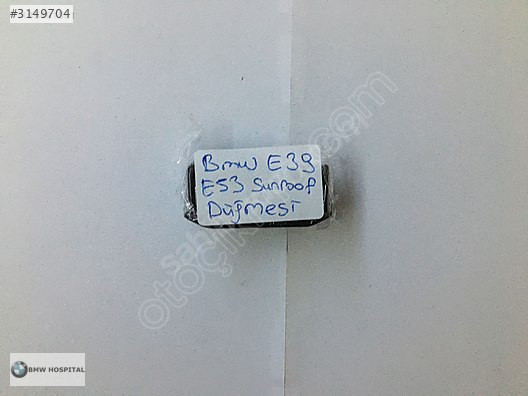 #3149704
Bmw E39
E53 Sunroof
Düğmesi
BMW HOSPITAL